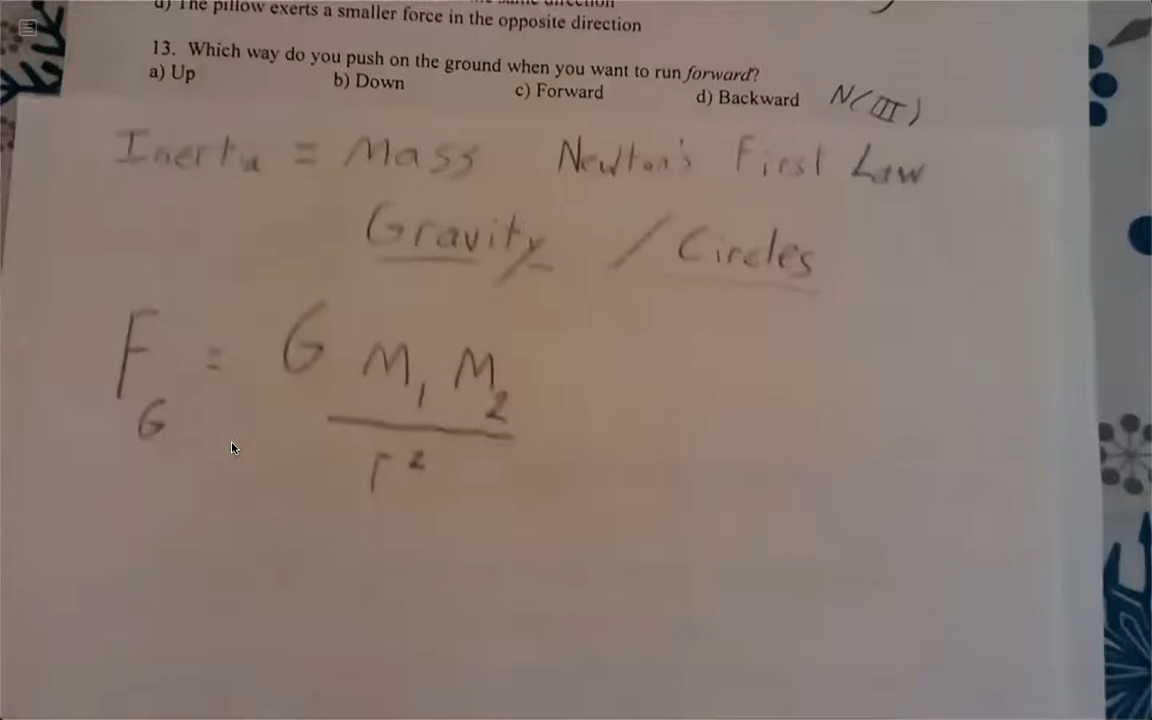 d) The pillow exerts a smaller force in the opposite direction
13. Which way do you push on the ground when you want to run forward?
a) Up b) Down c) Forward d) Backward N(III)
Inertia = Mass Newton's First Law
Gravity / Circles
F_G = G M₁ M₂
r²